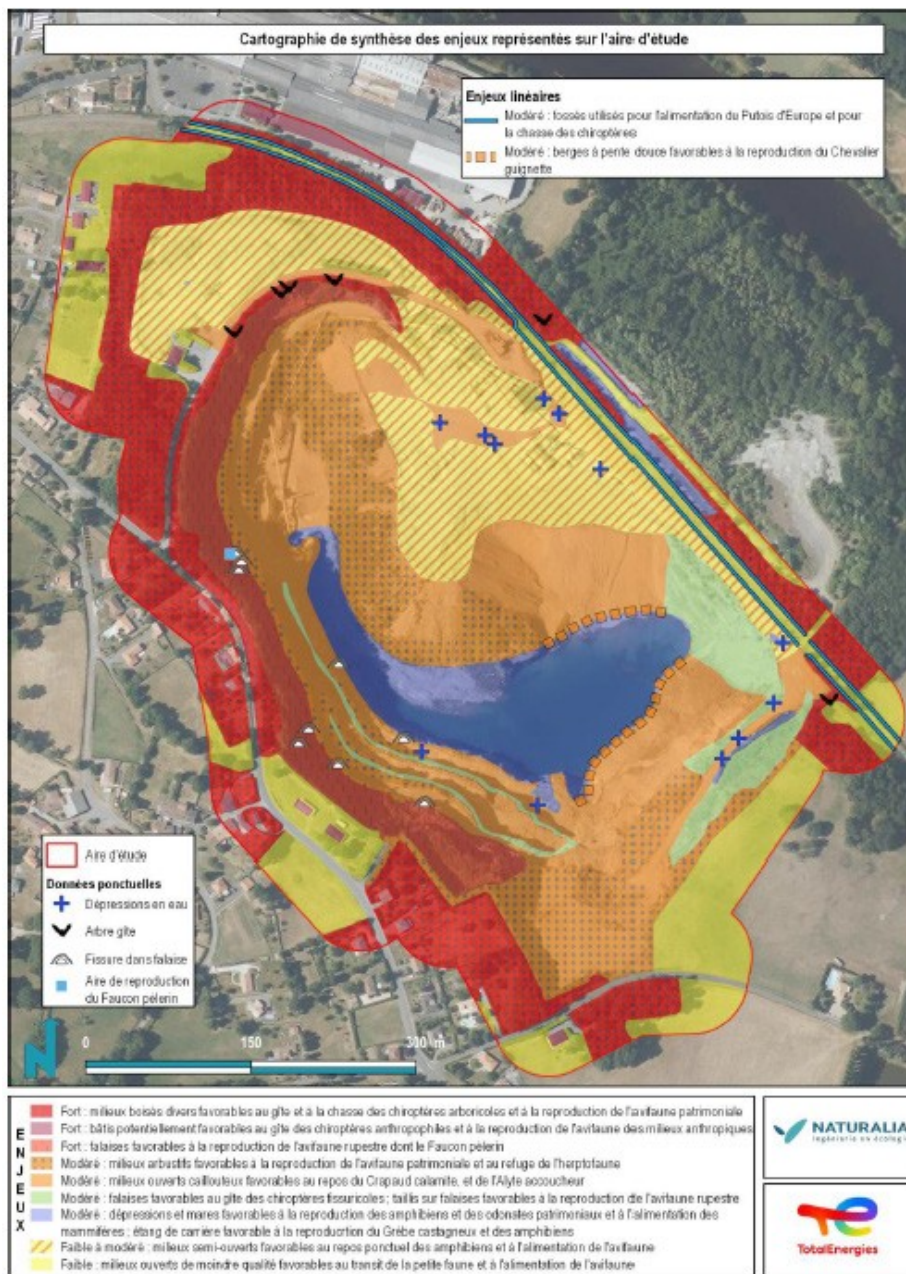 Cartographie de synthèse des enjeux représentés sur l'aire d'étude
Enjeux linéaires
Modéré : fossés utilisés pour l'alimentation du Putois d'Europe et pour
la chasse des chiroptères
Modéré : berges à pente douce favorables à la reproduction du Chevalier
guignette
Aire d'étude
Données ponctuelles
Dépressions en eau
Arbre gîte
Fissure dans falaise
Aire de reproduction
du Faucon pèlerin
N
0 150 300 m
ENJEUX
Fort : milieux boisés divers favorables au gîte et à la chasse des chiroptères arboricoles et à la reproduction de l'avifaune patrimoniale
Fort : bâtis potentiellement favorables au gîte des chiroptères anthropophiles et à la reproduction de l'avifaune des milieux anthropiques
Fort : falaises favorables à la reproduction de l'avifaune rupestre dont le Faucon pèlerin
Modéré : milieux arbustifs favorables à la reproduction de l'avifaune patrimoniale et au refuge de l'herpétofaune
Modéré : milieux ouverts caillouteux favorables au repos du Crapaud calamite, et de l'Alyte accoucheur
Modéré : falaises favorables au gîte des chiroptères fissuricoles ; taillis sur falaises favorables à la reproduction de l'avifaune rupestre
Modéré : dépressions et mares favorables à la reproduction des amphibiens et des odonates patrimoniaux et à l'alimentation des
mammifères ; étang de carrière favorable à la reproduction du Grèbe castagneux et des amphibiens
Faible à modéré : milieux semi-ouverts favorables au repos ponctuel des amphibiens et à l'alimentation de l'avifaune
Faible : milieux ouverts de moindre qualité favorables au transit de la petite faune et à l'alimentation de l'avifaune
NATURALIA
Ingénierie en écologie
TotalEnergies